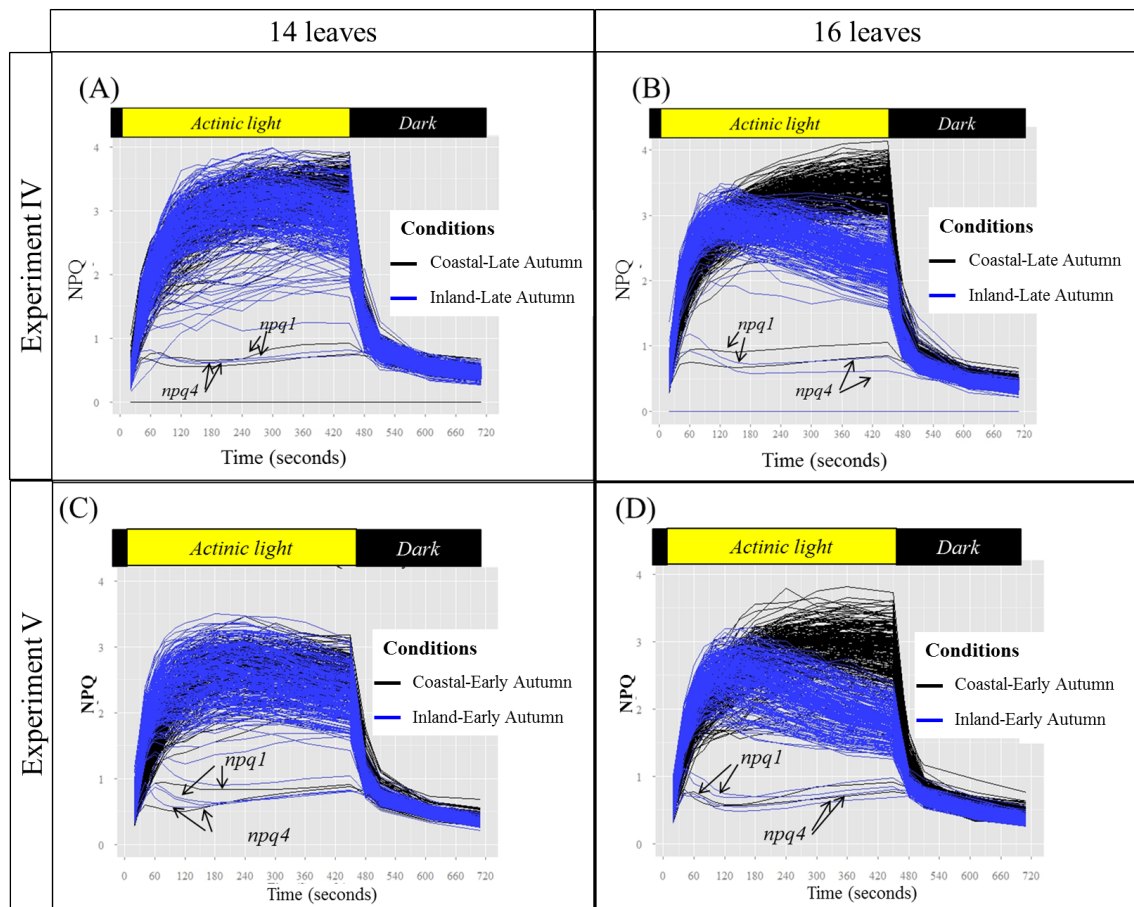 14 leaves
16 leaves
Experiment IV
(A)
Actinic light
Dark
4
3
2
1
0
NPQ
Conditions
Coastal-Late Autumn
Inland-Late Autumn
npq1
npq4
0 60 120 180 240 300 360 420 480 540 600 660 720
Time (seconds)
(B)
Actinic light
Dark
4
3
2
1
0
NPQ
Conditions
Coastal-Late Autumn
Inland-Late Autumn
npq1
npq4
0 60 120 180 240 300 360 420 480 540 600 660 720
Time (seconds)
Experiment V
(C)
Actinic light
Dark
4
3
2
1
0
NPQ
Conditions
Coastal-Early Autumn
Inland-Early Autumn
npq1
npq4
0 60 120 180 240 300 360 420 480 540 600 660 720
Time (seconds)
(D)
Actinic light
Dark
4
3
2
1
0
NPQ
Conditions
Coastal-Early Autumn
Inland-Early Autumn
npq1
npq4
0 60 120 180 240 300 360 420 480 540 600 660 720
Time (seconds)